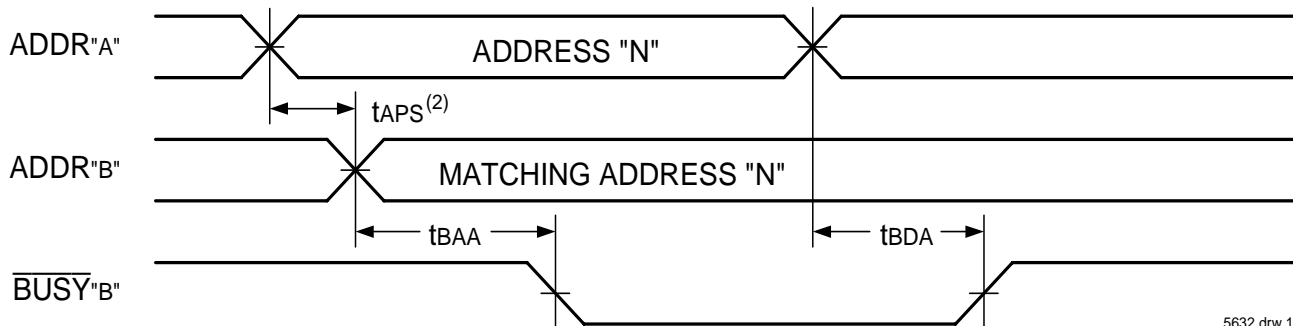 ADDR"A"
ADDRESS "N"
tAPS(2)
ADDR"B"
MATCHING ADDRESS "N"
tBAA
tBDA
BUSY"B"
5632 drw 1